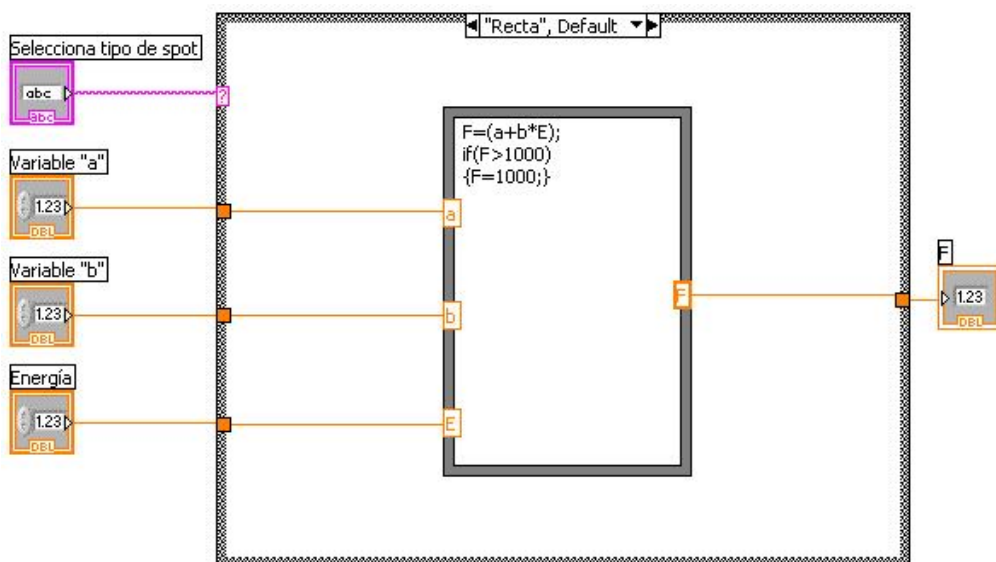 "Recta", Default
Selecciona tipo de spot
abc
abc
?
Variable "a"
1.23
DBL
F=(a+b*E);
if(F>1000)
{F=1000;}
a
Variable "b"
1.23
DBL
b
F
F
1.23
DBL
Energía
1.23
DBL
E